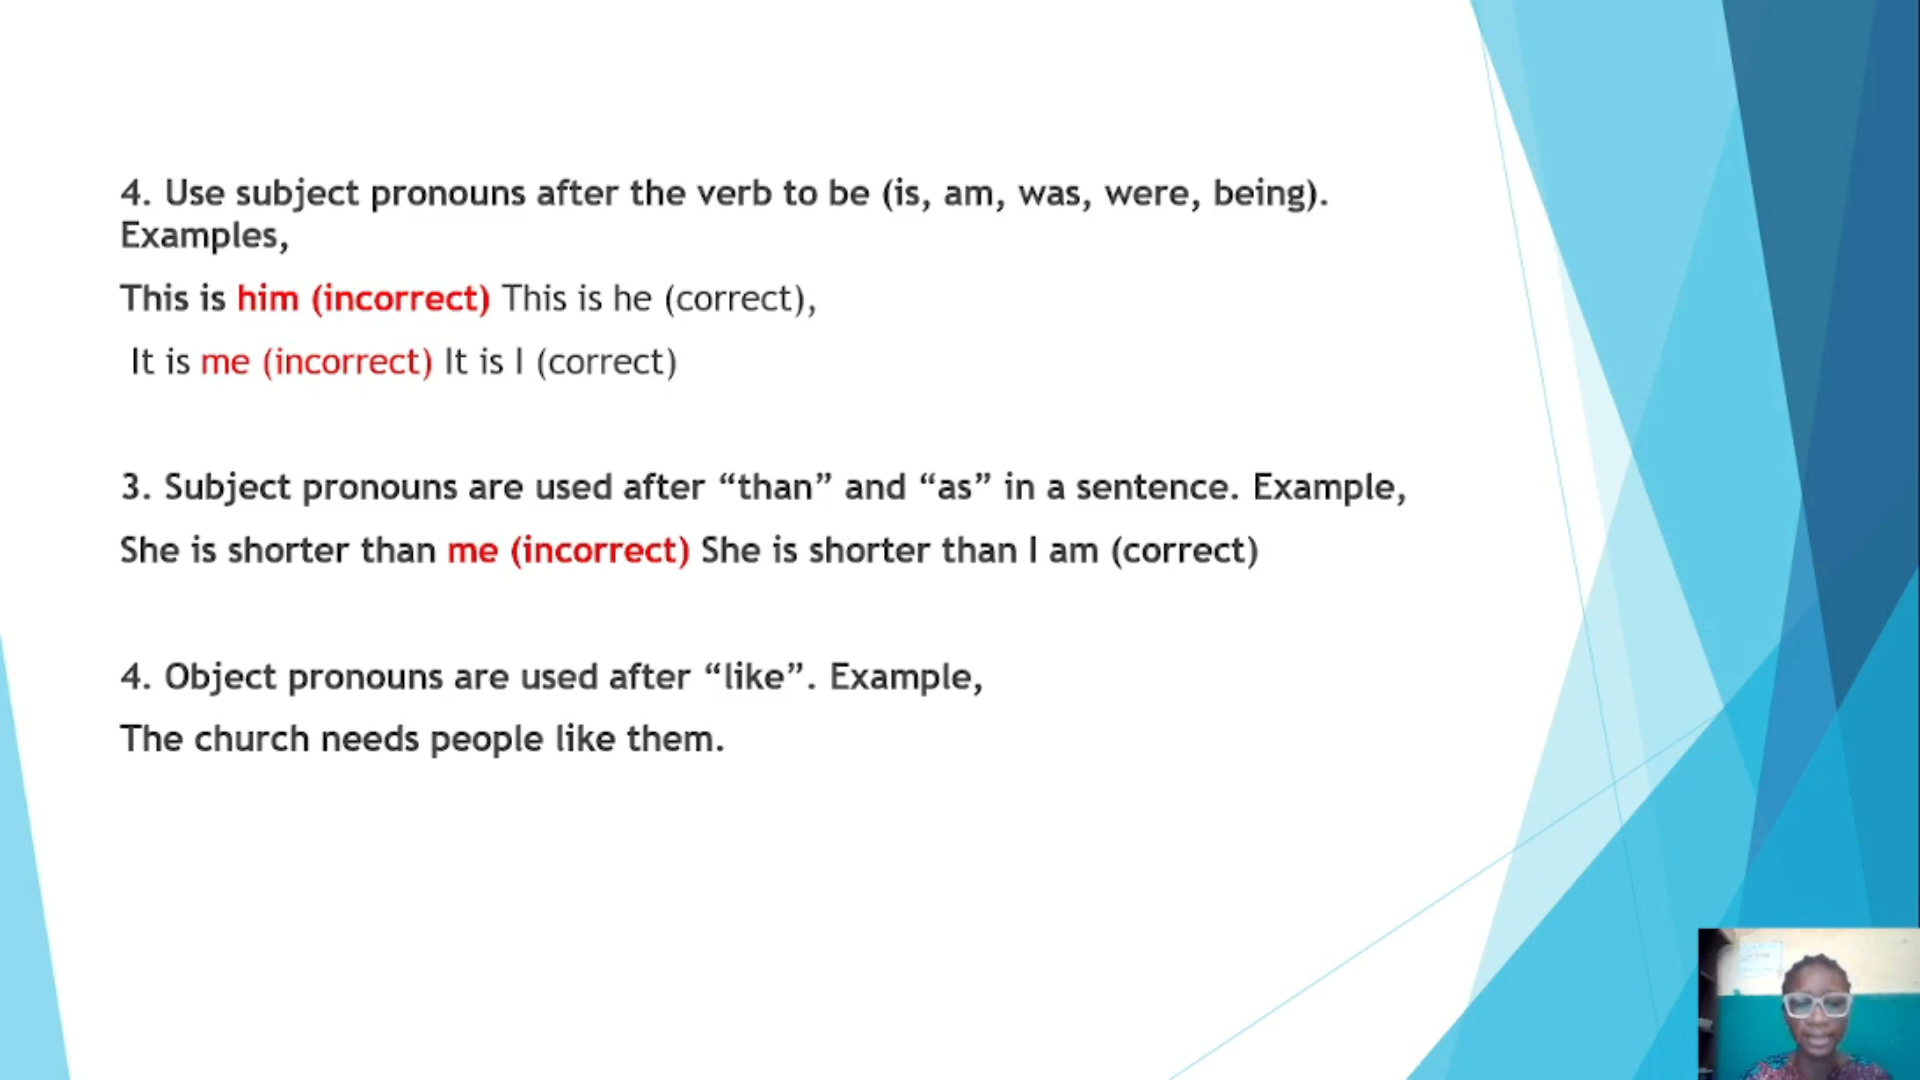 4. Use subject pronouns after the verb to be (is, am, was, were, being).
Examples,
This is him (incorrect) This is he (correct),
It is me (incorrect) It is I (correct)
3. Subject pronouns are used after “than” and “as” in a sentence. Example,
She is shorter than me (incorrect) She is shorter than I am (correct)
4. Object pronouns are used after “like”. Example,
The church needs people like them.